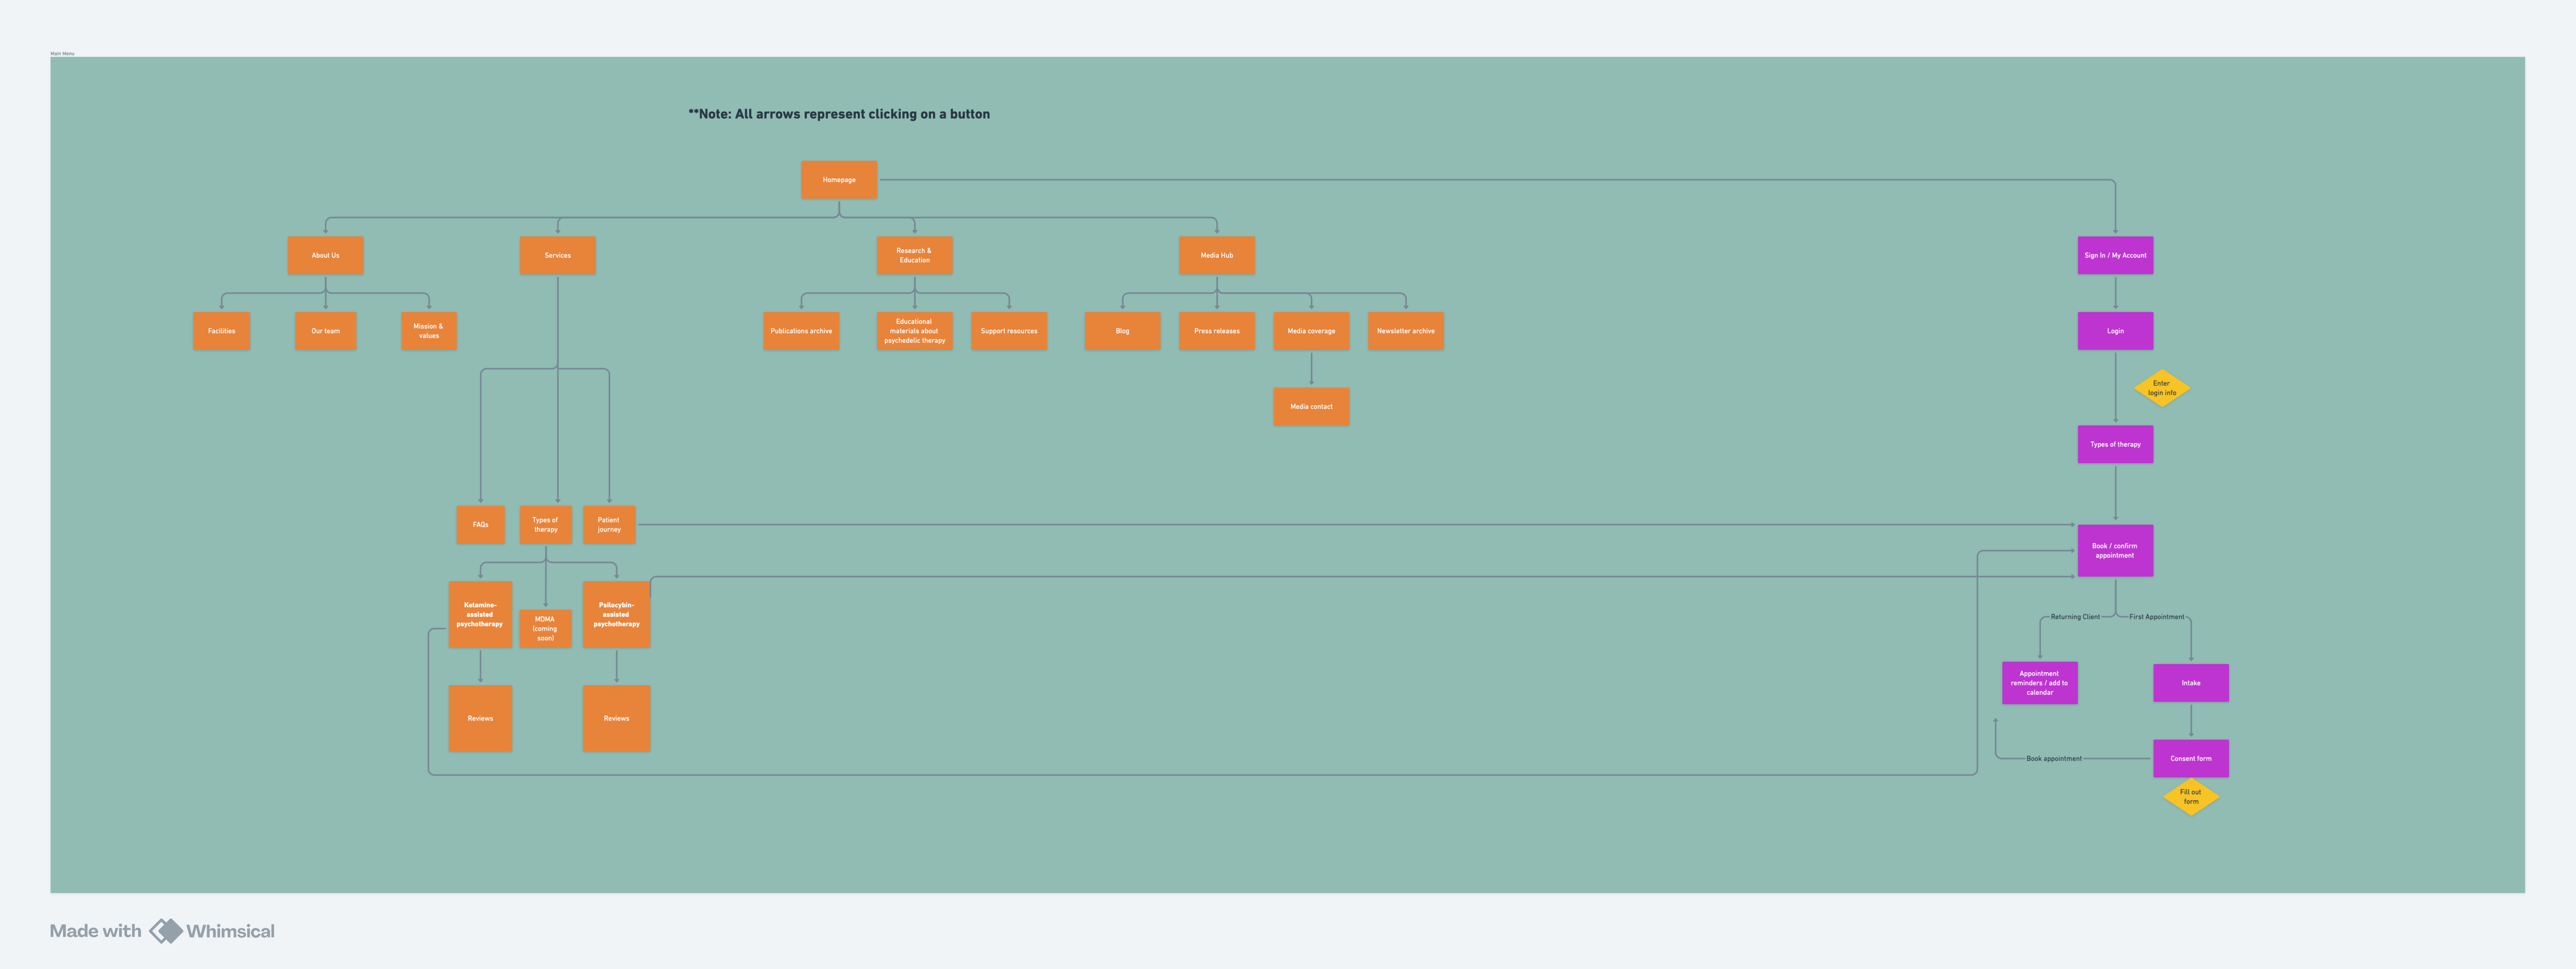 Main Menu
**Note: All arrows represent clicking on a button
Homepage
About Us
Services
Research &
Education
Media Hub
Sign In / My Account
Facilities
Our team
Mission &
values
Publications archive
Educational
materials about
psychedelic therapy
Support resources
Blog
Press releases
Media coverage
Newsletter archive
Login
Enter
login info
Media contact
Types of therapy
FAQs
Types of
therapy
Patient
journey
Book / confirm
appointment
Ketamine-
assisted
psychotherapy
MDMA
(coming
soon)
Psilocybin-
assisted
psychotherapy
Returning Client
First Appointment
Appointment
reminders / add to
calendar
Intake
Reviews
Reviews
Book appointment
Consent form
Fill out
form
Made with Whimsical